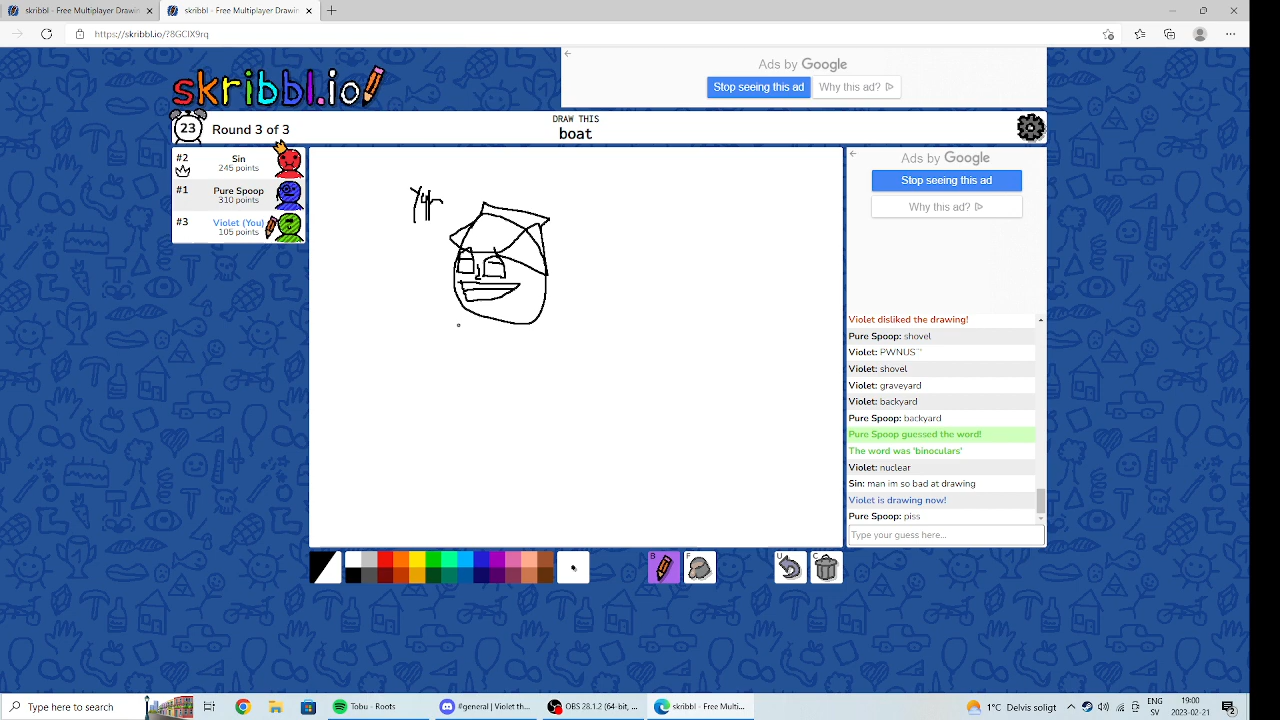 skribbl - Free Multiplayer Drawin
skribbl - Free Multiplayer Drawin
https://skribbl.io/?8GCIX9rq
skribbl.io
Ads by Google
Stop seeing this ad
Why this ad?
23
Round 3 of 3
DRAW THIS
boat
#2
Sin
245 points
#1
Pure Spoop
310 points
#3
Violet (You)
105 points
Ads by Google
Stop seeing this ad
Why this ad?
Violet disliked the drawing!
Pure Spoop: shovel
Violet: PWNUS¨'
Violet: shovel
Violet: graveyard
Violet: backyard
Pure Spoop: backyard
Pure Spoop guessed the word!
The word was 'binoculars'
Violet: nuclear
Sin: man im so bad at drawing
Violet is drawing now!
Pure Spoop: piss
Type your guess here...
B
F
U
C
Type here to search
Tobu - Roots
#general | Violet th...
OBS 28.1.2 (64-bit, ...
skribbl - Free Multi...
1°C Delvis soligt
ENG
SV
19:00
2023-02-21
2